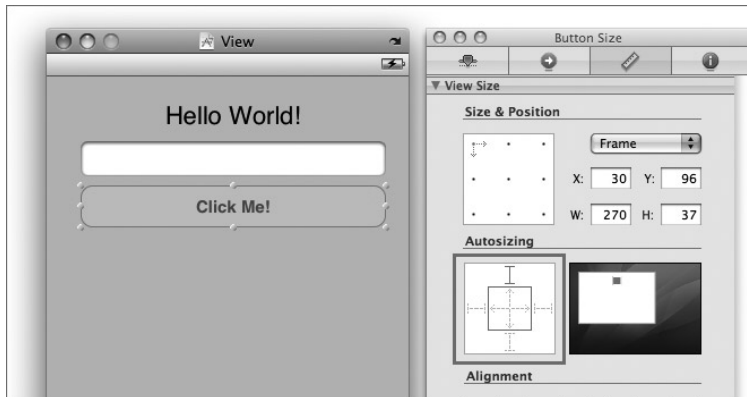 View
Hello World!
Click Me!
Button Size
View Size
Size & Position
Frame
X: 30 Y: 96
W: 270 H: 37
Autosizing
Alignment